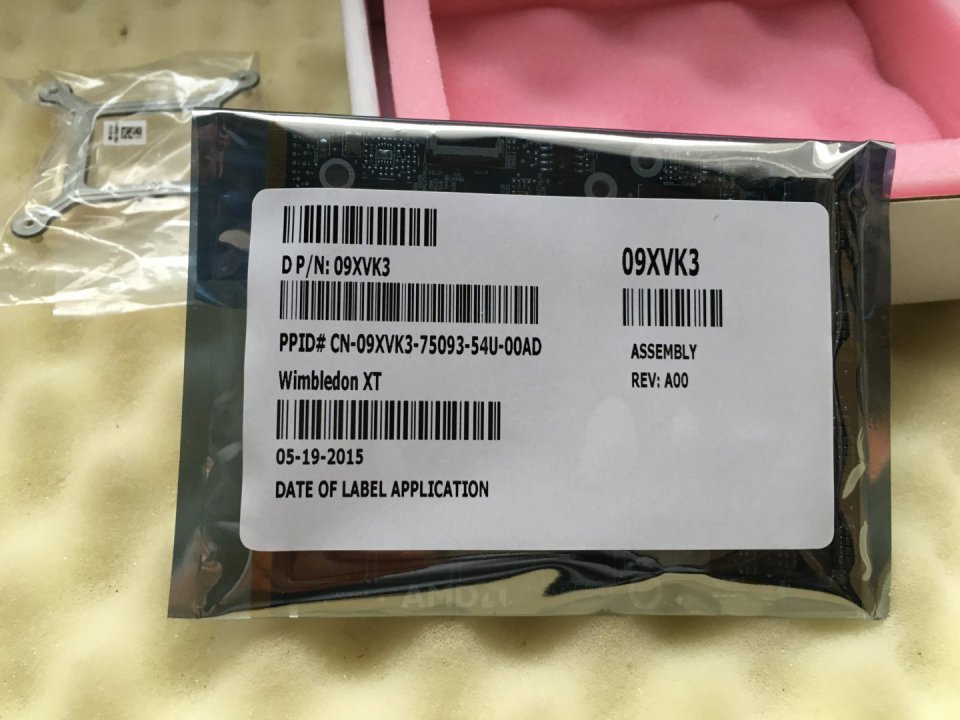 D P/N: 09XVK3
09XVK3
PPID# CN-09XVK3-75093-54U-00AD
ASSEMBLY
Wimbledon XT
REV: A00
05-19-2015
DATE OF LABEL APPLICATION
AMD